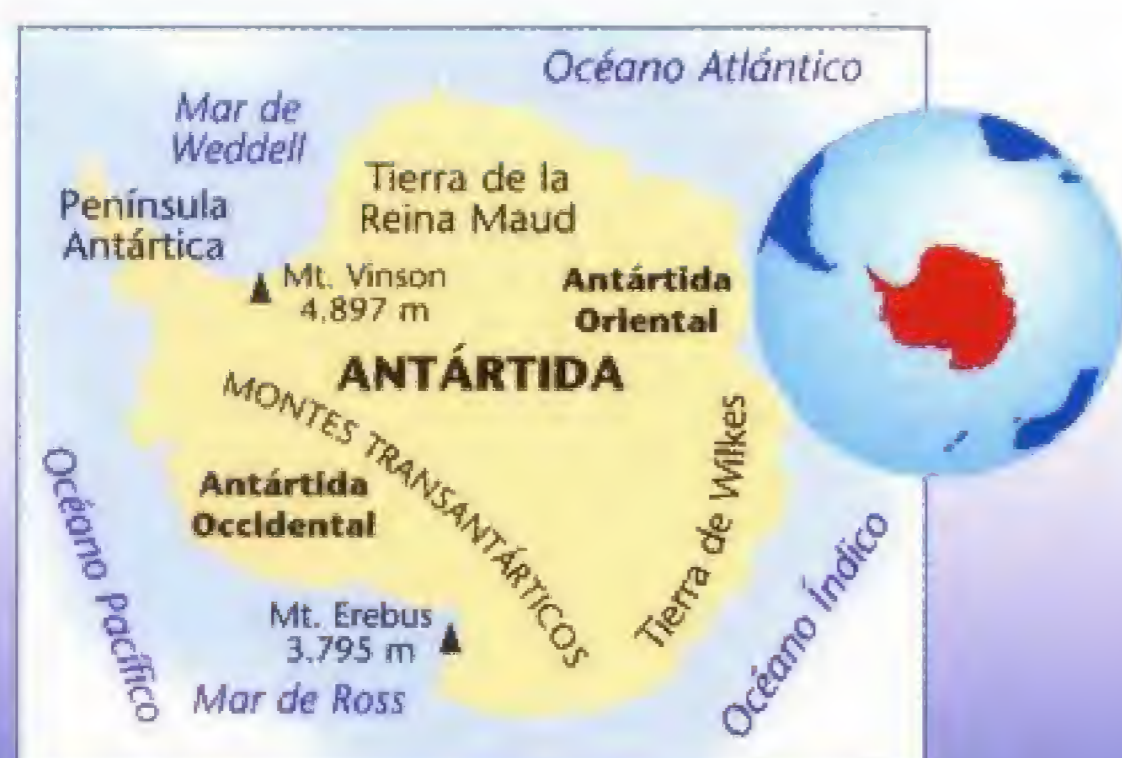 Océano Atlántico
Mar de
Weddell
Tierra de la
Reina Maud
Península
Antártica
Mt. Vinson
4,897 m
Antártida
Oriental
ANTÁRTIDA
MONTES TRANSANTÁRTICOS
Antártida
Occidental
Tierra de Wilkes
Océano Pacífico
Océano Índico
Mt. Erebus
3.795 m
Mar de Ross